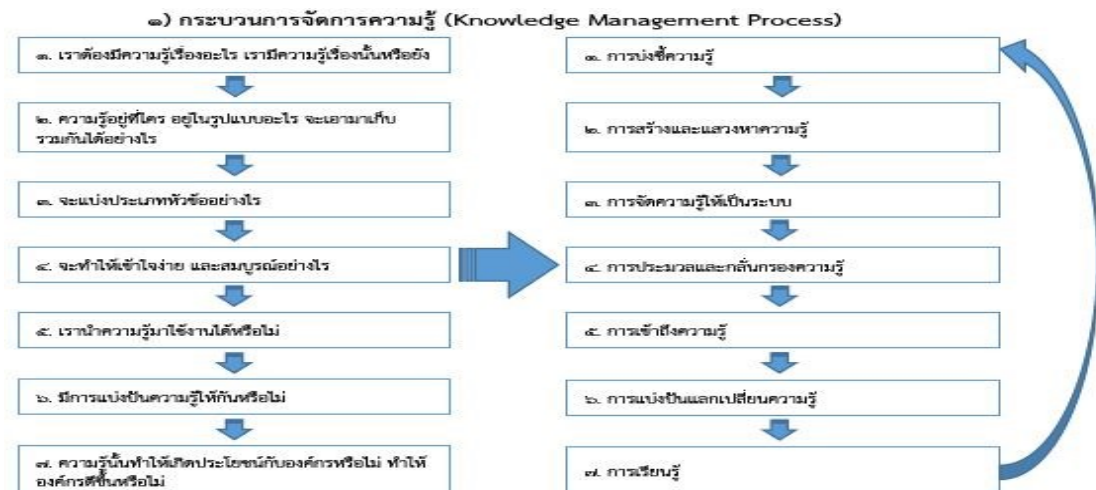 ๑) กระบวนการจัดการความรู้ (Knowledge Management Process)
๑. เราต้องมีความรู้เรื่องอะไร เรามีความรู้เรื่องนั้นหรือยัง
๒. ความรู้อยู่ที่ใคร อยู่ในรูปแบบอะไร จะเอามาเก็บ
รวมกันได้อย่างไร
๓. จะแบ่งประเภทหัวข้ออย่างไร
๔. จะทำให้เข้าใจง่าย และสมบูรณ์อย่างไร
๕. เรานำความรู้มาใช้งานได้หรือไม่
๖. มีการแบ่งปันความรู้ให้กันหรือไม่
๗. ความรู้นั้นทำให้เกิดประโยชน์กับองค์กรหรือไม่ ทำให้
องค์กรดีขึ้นหรือไม่
๑. การบ่งชี้ความรู้
๒. การสร้างและแสวงหาความรู้
๓. การจัดความรู้ให้เป็นระบบ
๔. การประมวลและกลั่นกรองความรู้
๕. การเข้าถึงความรู้
๖. การแบ่งปันแลกเปลี่ยนความรู้
๗. การเรียนรู้